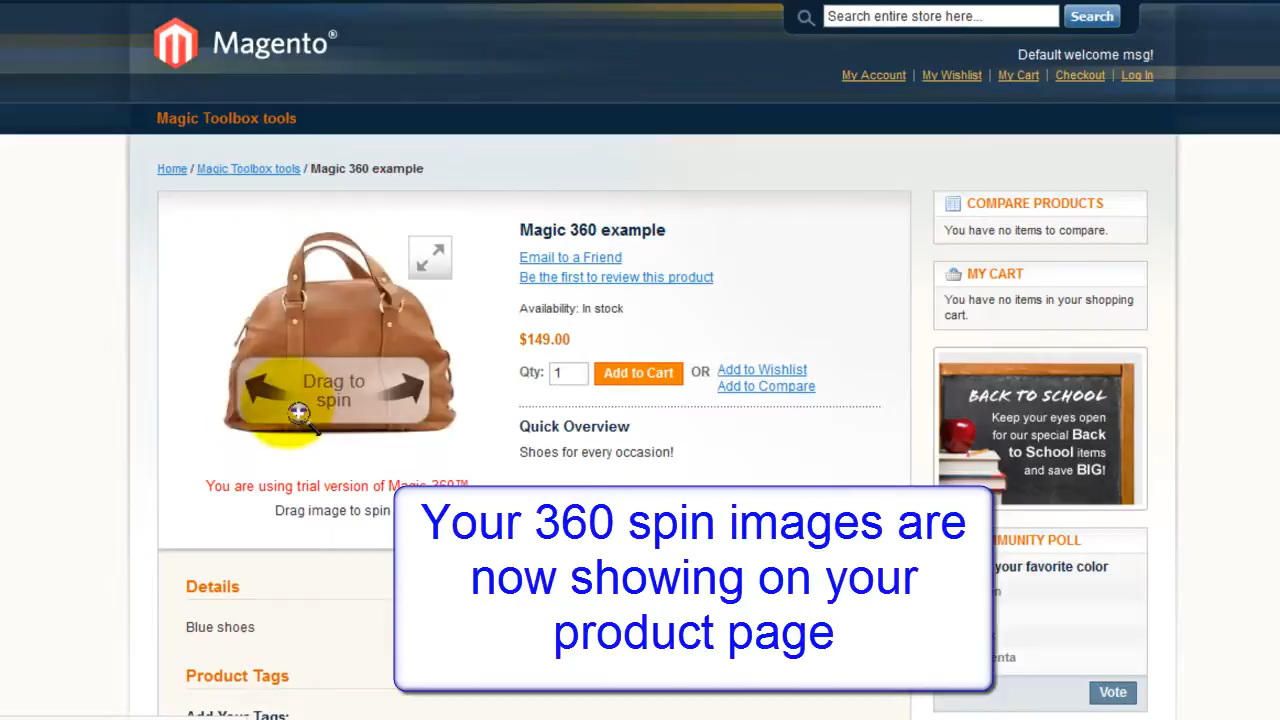 Magento®
Search entire store here...
Search
Default welcome msg!
My Account | My Wishlist | My Cart | Checkout | Log In
Magic Toolbox tools
Home / Magic Toolbox tools / Magic 360 example
Drag to
spin
You are using trial version of Magic 360™
Drag image to spin
Magic 360 example
Email to a Friend
Be the first to review this product
Availability: In stock
$149.00
Qty: 1 Add to Cart OR Add to Wishlist
Add to Compare
Quick Overview
Shoes for every occasion!
COMPARE PRODUCTS
You have no items to compare.
MY CART
You have no items in your shopping
cart.
BACK TO SCHOOL
Keep your eyes open
for our special Back
to School items
and save BIG!
MUNITY POLL
your favorite color
Vote
Your 360 spin images are
now showing on your
product page
Details
Blue shoes
Product Tags
Add Your Tags: